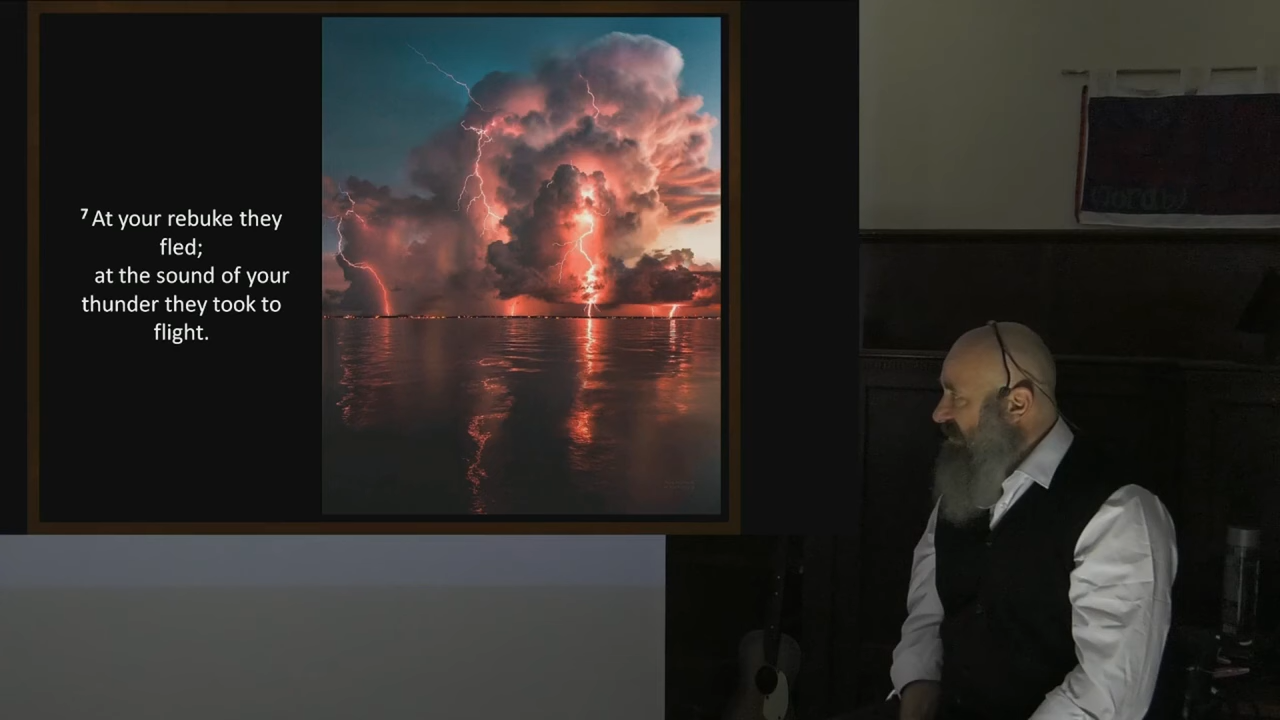 ⁷ At your rebuke they
fled;
at the sound of your
thunder they took to
flight.